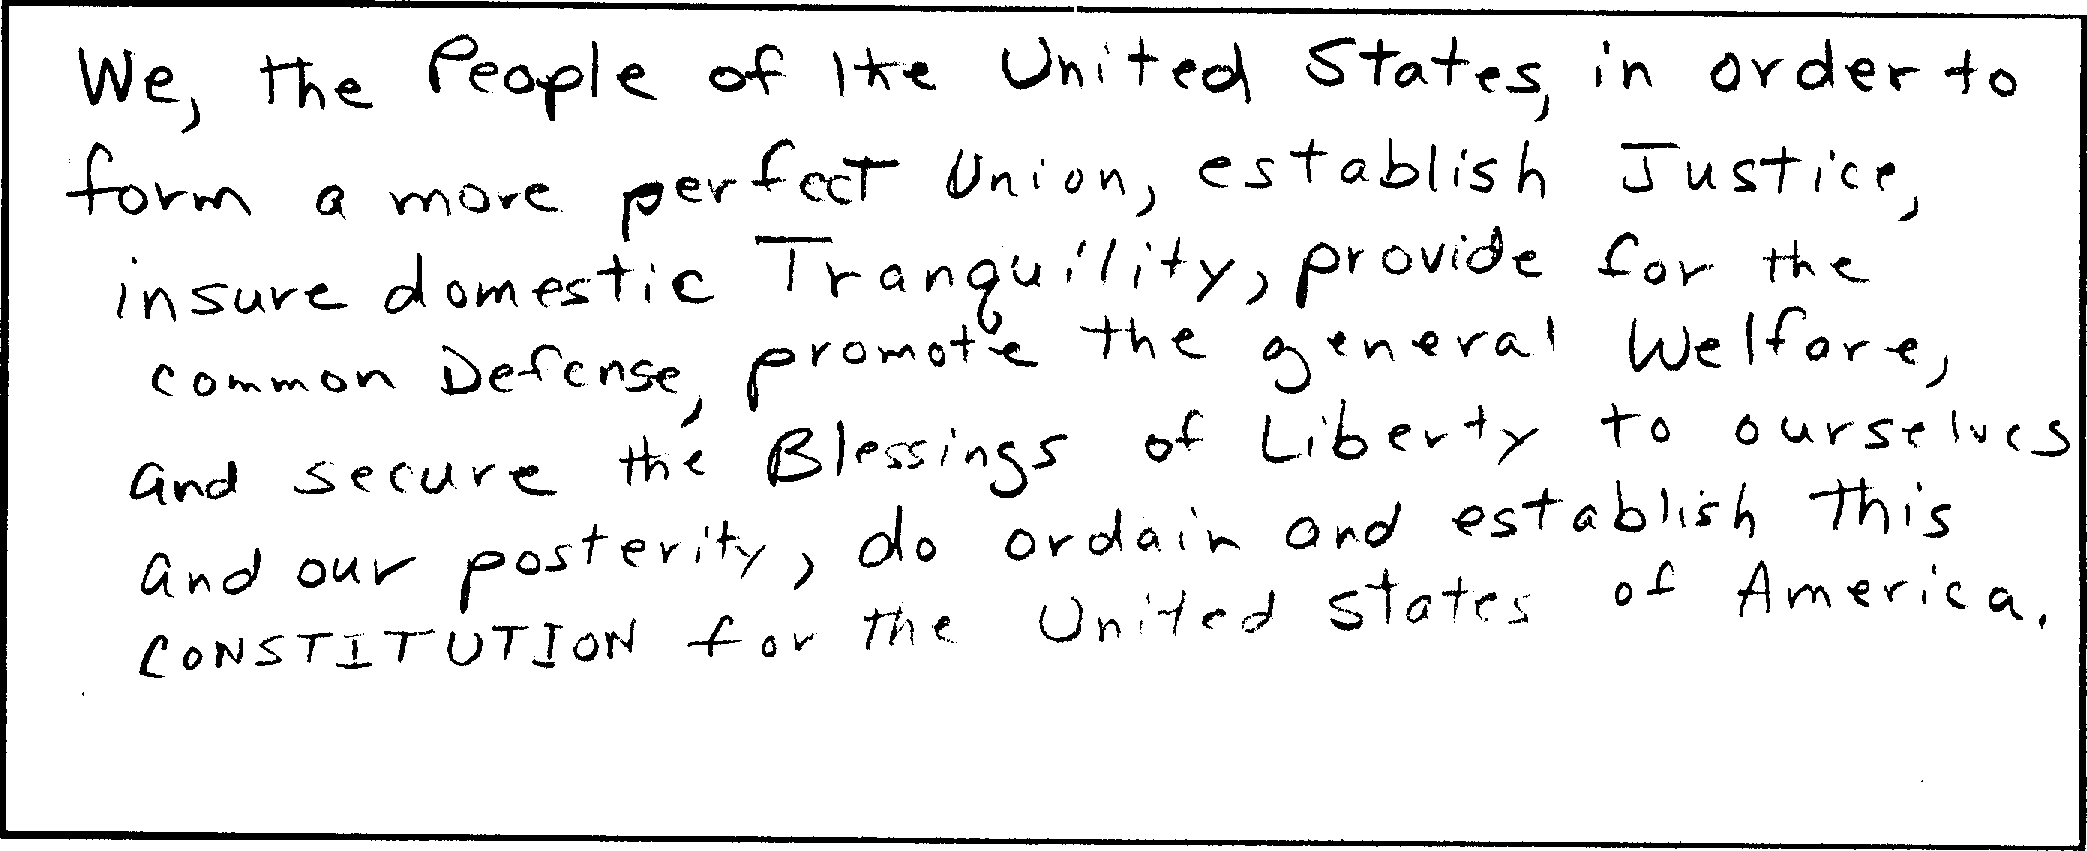 We, the People of the United States, in order to
form a more perfect Union, establish Justice,
insure domestic Tranquility, provide for the
common Defense, promote the general Welfare,
and secure the Blessings of Liberty to ourselves
and our posterity, do ordain and establish this
CONSTITUTION for the United States of America.